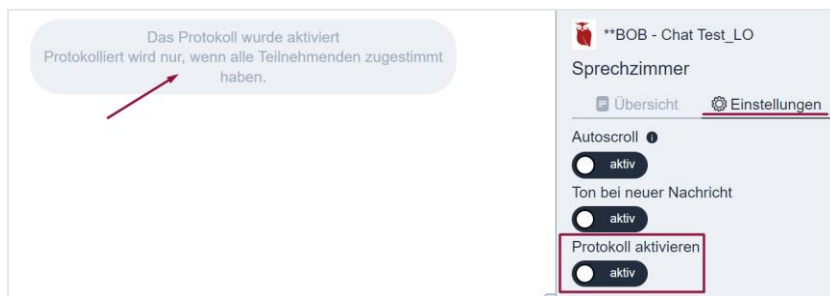 Das Protokoll wurde aktiviert
Protokolliert wird nur, wenn alle Teilnehmenden zugestimmt
haben.
**BOB - Chat Test_LO
Sprechzimmer
Übersicht Einstellungen
Autoscroll
aktiv
Ton bei neuer Nachricht
aktiv
Protokoll aktivieren
aktiv